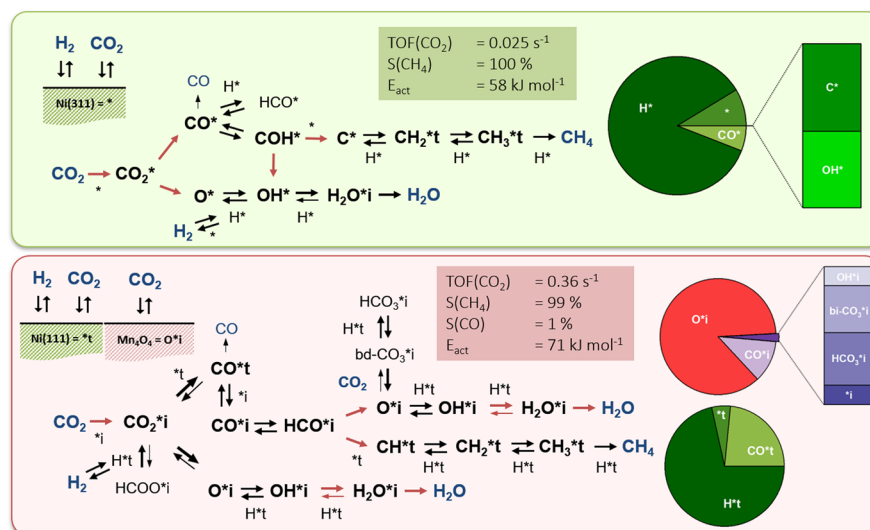 H2 CO2
Ni(311) = *
TOF(CO2) = 0.025 s-1
S(CH4) = 100 %
Eact = 58 kJ mol-1
CO H*
HCO*
CO*
COH* * C* CH2*t CH3*t CH4
H* H* H*
CO2 CO2*
*
O* OH* H2O*i H2O
H* H*
H2 *
H*
*
CO*
C*
OH*
H2 CO2 CO2
Ni(111) = *t Mn4O4 = O*i
TOF(CO2) = 0.36 s-1
S(CH4) = 99 %
S(CO) = 1 %
Eact = 71 kJ mol-1
CO
*t CO*t
*i
HCO3*i
H*t
bd-CO3*i
CO2
H*t H*t
O*i OH*i H2O*i H2O
CO2 CO2*i CO*i HCO*i
*i
*t CH*t CH2*t CH3*t CH4
H*t H*t H*t
H2 H*t
HCOO*i
O*i OH*i H2O*i H2O
H*t H*t
O*i
CO*i
OH*i
bi-CO3*i
HCO3*i
*i
*t
CO*t
H*t